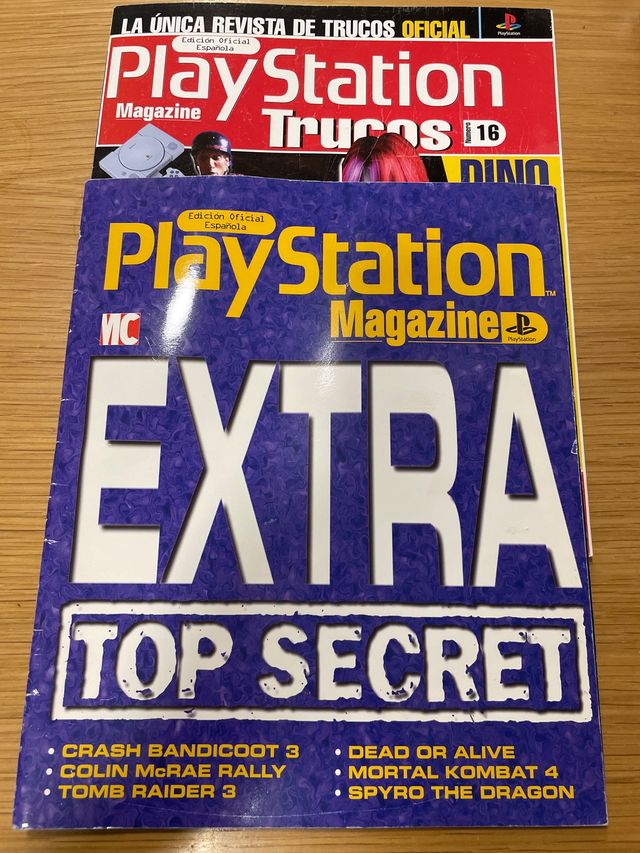 LA ÚNICA REVISTA DE TRUCOS OFICIAL
PlayStation
Edición Oficial
Española
PlayStation
Magazine
Trucos
Número 16
DINO
Edición Oficial
Española
PlayStation™
MC
Magazine
PlayStation
EXTRA
TOP SECRET
• CRASH BANDICOOT 3
• COLIN McRAE RALLY
• TOMB RAIDER 3
• DEAD OR ALIVE
• MORTAL KOMBAT 4
• SPYRO THE DRAGON